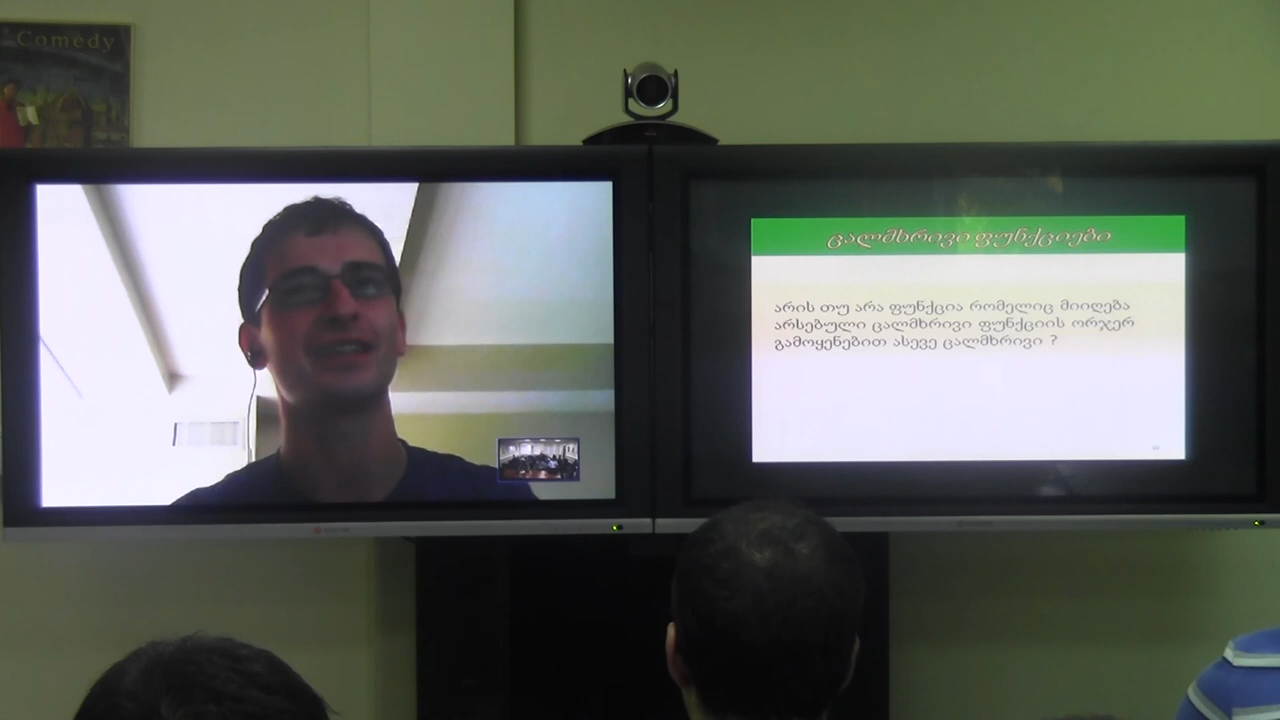 Comedy
ცალმხრივი ფუნქციები
არის თუ არა ფუნქცია რომელიც მიიღება
არსებული ცალმხრივი ფუნქციის ორჯერ
გამოყენებით ასევე ცალმხრივი ?